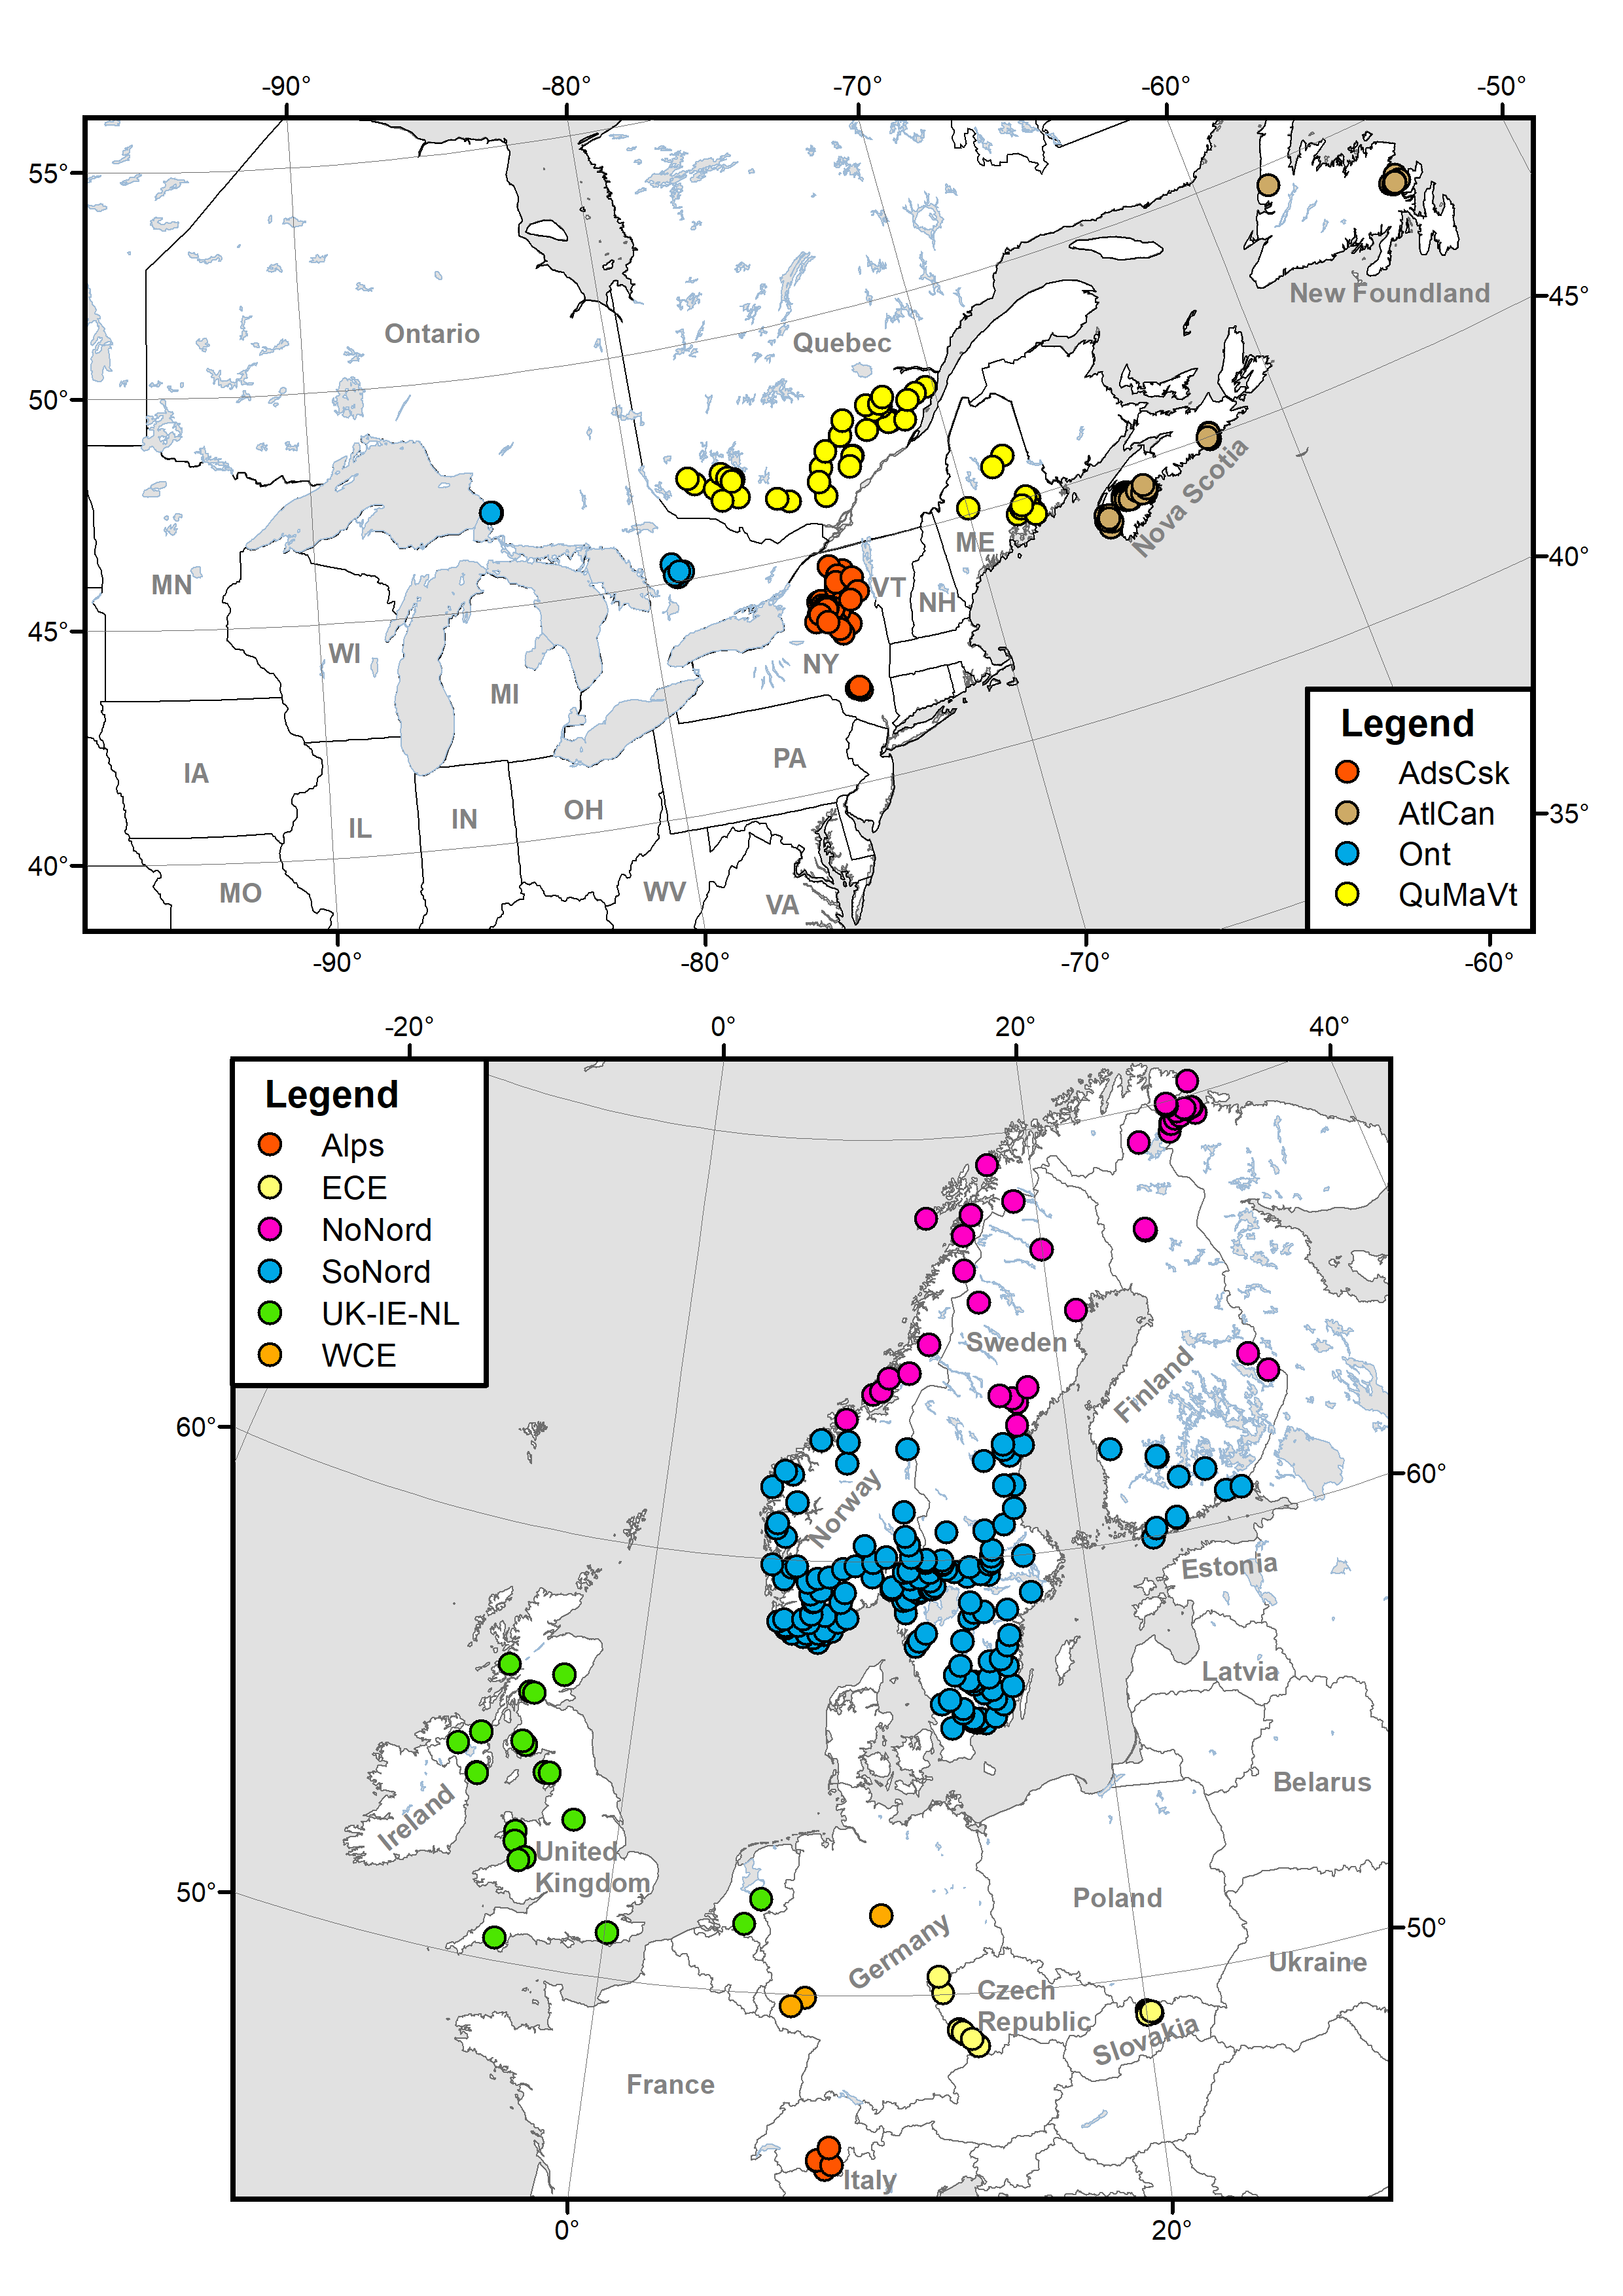 -90° -80° -70° -60° -50°
55°
45°
New Foundland
Ontario
Quebec
50°
Nova Scotia
40°
ME
MN
VT
NH
45°
WI
NY
MI
Legend
AdsCsk
AtlCan
Ont
QuMaVt
PA
IA
OH
35°
IN
IL
40°
MO
WV
VA
-90° -80° -70° -60°
-20° 0° 20° 40°
Legend
Alps
ECE
NoNord
SoNord
UK-IE-NL
WCE
Sweden
Finland
60°
60°
Norway
Estonia
Latvia
Belarus
Ireland
United
Kingdom
50°
Poland
50°
Germany
Ukraine
Czech
Republic
Slovakia
France
Italy
0° 20°